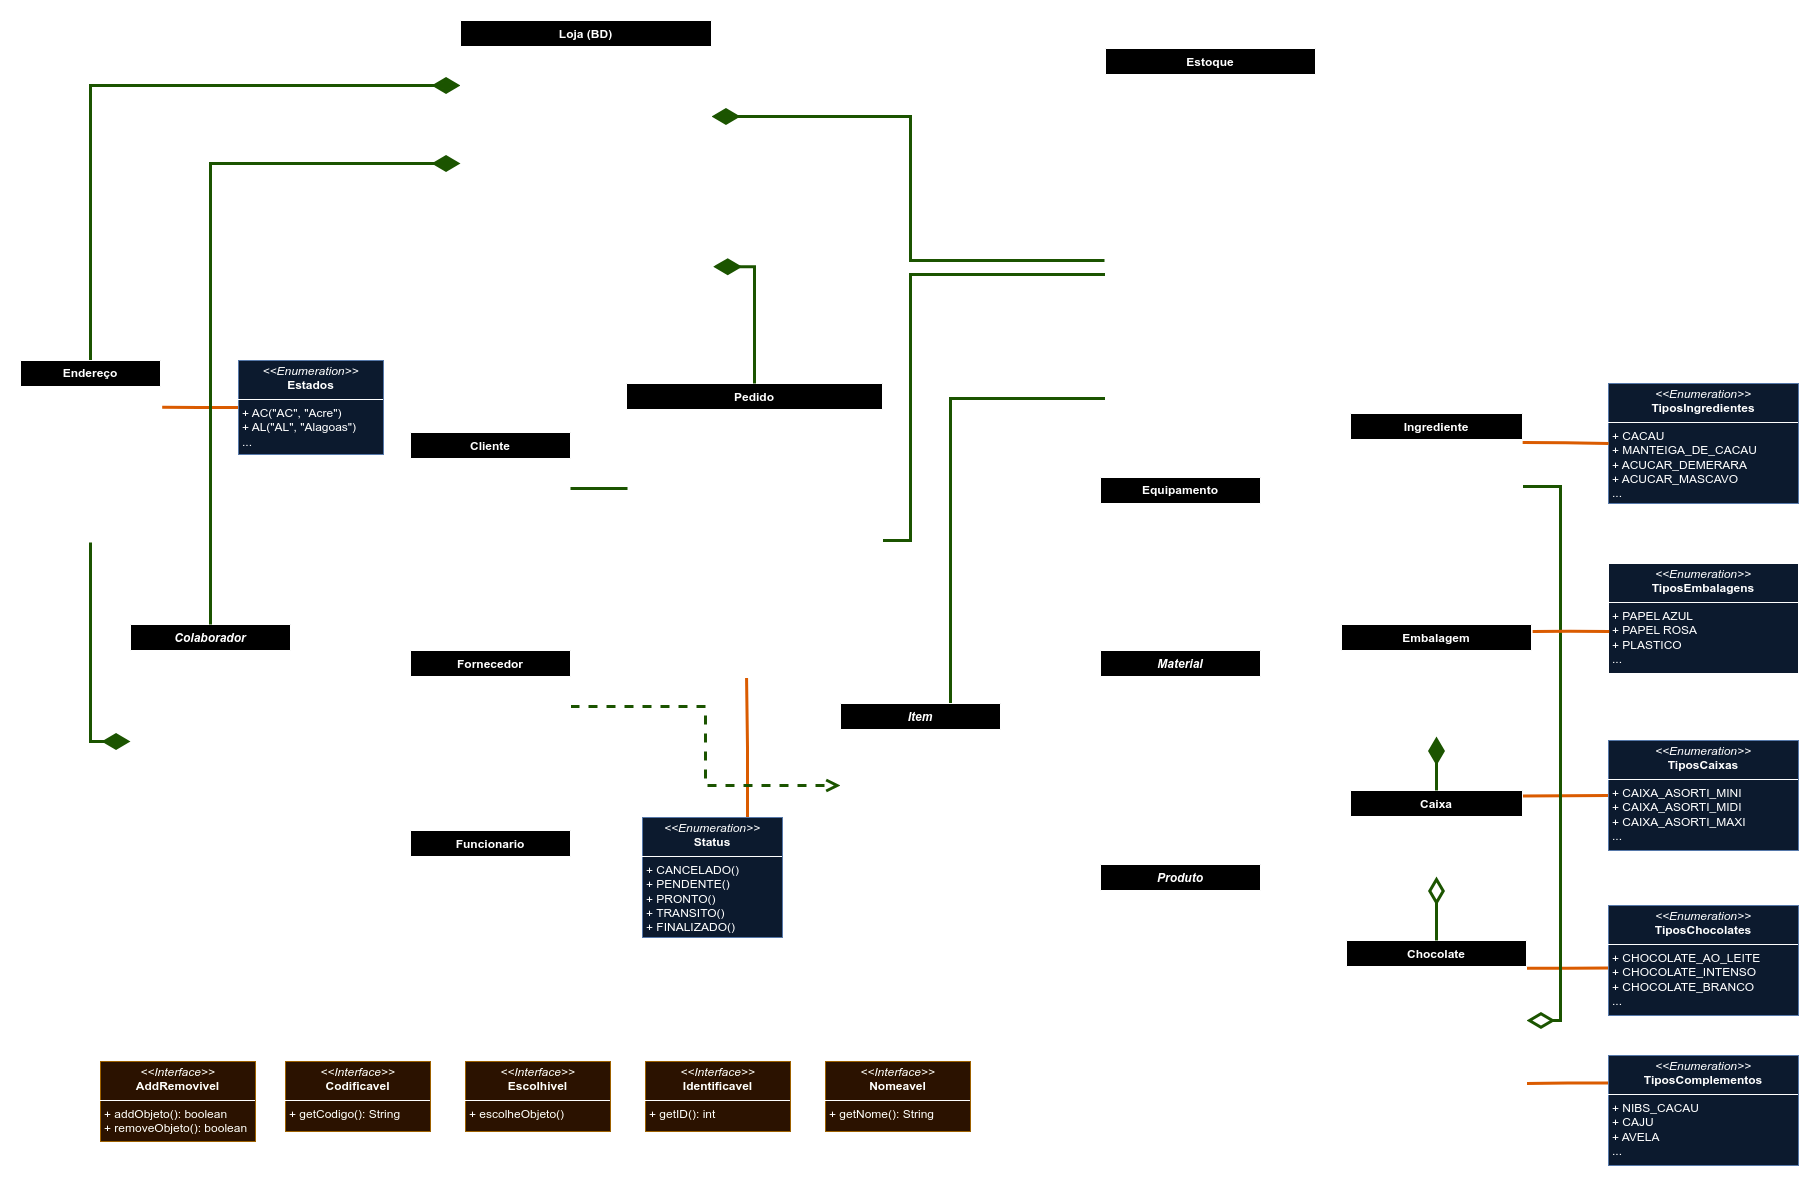 Loja (BD)
Estoque
Endereço
<<Enumeration>>
Estados
+ AC("AC", "Acre")
+ AL("AL", "Alagoas")
...
Pedido
Cliente
Ingrediente
<<Enumeration>>
TiposIngredientes
+ CACAU
+ MANTEIGA_DE_CACAU
+ ACUCAR_DEMERARA
+ ACUCAR_MASCAVO
...
Equipamento
<<Enumeration>>
TiposEmbalagens
+ PAPEL AZUL
+ PAPEL ROSA
+ PLASTICO
...
Colaborador
Fornecedor
Material
Embalagem
Item
<<Enumeration>>
TiposCaixas
+ CAIXA_ASORTI_MINI
+ CAIXA_ASORTI_MIDI
+ CAIXA_ASORTI_MAXI
...
Caixa
Funcionario
<<Enumeration>>
Status
+ CANCELADO()
+ PENDENTE()
+ PRONTO()
+ TRANSITO()
+ FINALIZADO()
Produto
Chocolate
<<Enumeration>>
TiposChocolates
+ CHOCOLATE_AO_LEITE
+ CHOCOLATE_INTENSO
+ CHOCOLATE_BRANCO
...
<<Interface>>
AddRemovivel
+ addObjeto(): boolean
+ removeObjeto(): boolean
<<Interface>>
Codificavel
+ getCodigo(): String
<<Interface>>
Escolhivel
+ escolheObjeto()
<<Interface>>
Identificavel
+ getID(): int
<<Interface>>
Nomeavel
+ getNome(): String
<<Enumeration>>
TiposComplementos
+ NIBS_CACAU
+ CAJU
+ AVELA
...